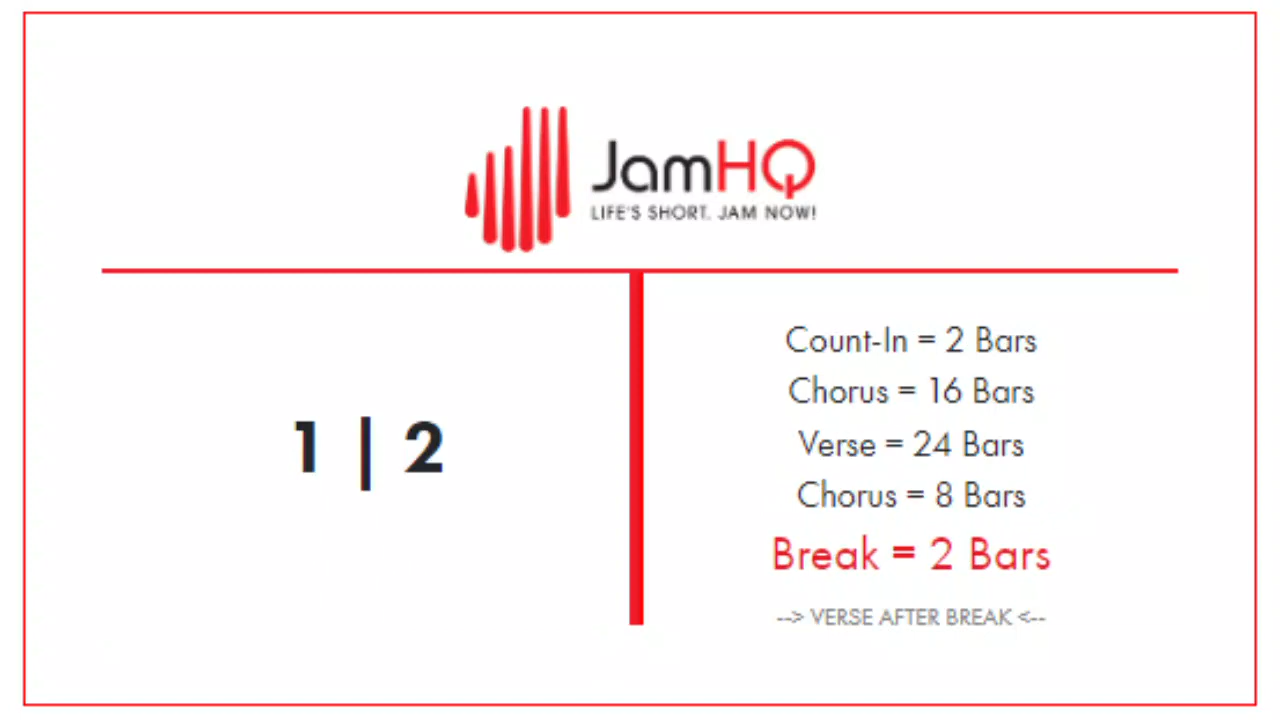 JamHQ
LIFE'S SHORT. JAM NOW!
1 | 2
Count-In = 2 Bars
Chorus = 16 Bars
Verse = 24 Bars
Chorus = 8 Bars
Break = 2 Bars
--> VERSE AFTER BREAK <--